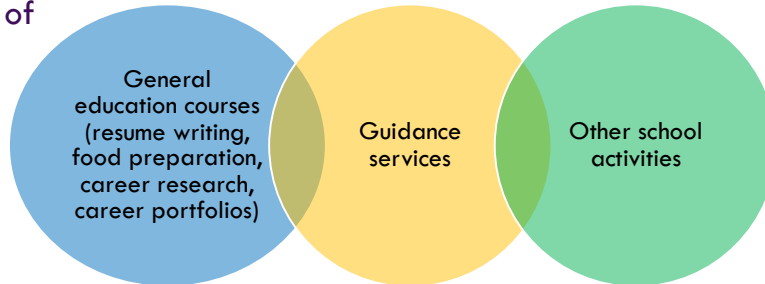 of
General
education courses
(resume writing,
food preparation,
career research,
career portfolios)
Guidance
services
Other school
activities